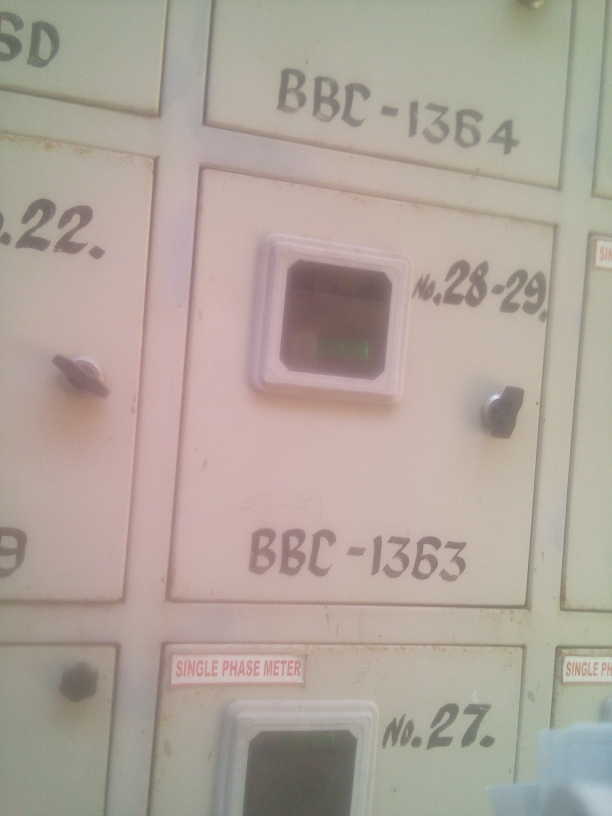 SD
BBC-1364
.22.
No.28-29.
BBC-1363
SINGLE PHASE METER
SINGLE PH
No.27.